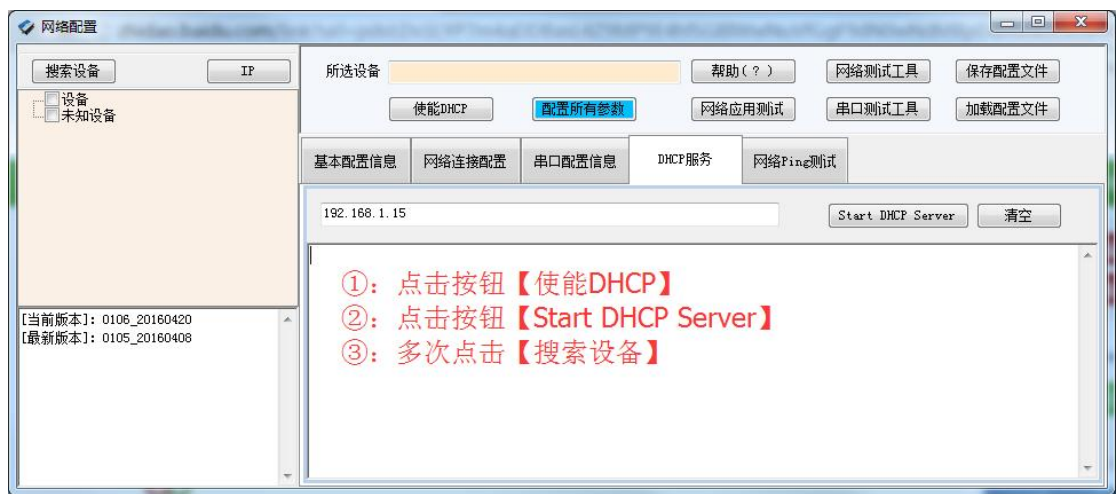 网络配置
搜索设备 IP
设备
未知设备
[当前版本]: 0106_20160420
[最新版本]: 0105_20160408
所选设备 帮助(?) 网络测试工具 保存配置文件
使能DHCP 配置所有参数 网络应用测试 串口测试工具 加载配置文件
基本配置信息 网络连接配置 串口配置信息 DHCP服务 网络Ping测试
192.168.1.15 Start DHCP Server 清空
①：点击按钮【使能DHCP】
②：点击按钮【Start DHCP Server】
③：多次点击【搜索设备】